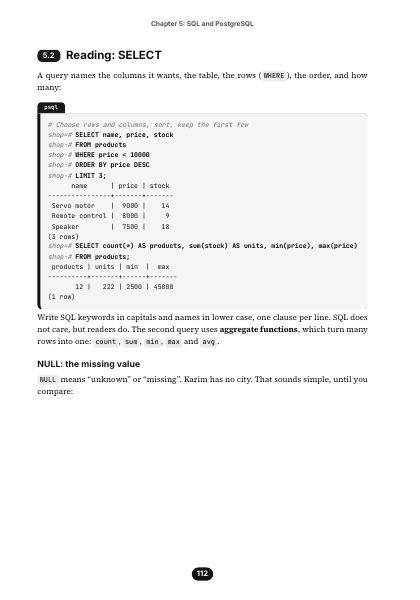 Chapter 5: SQL and PostgreSQL
5.2 Reading: SELECT
A query names the columns it wants, the table, the rows ( WHERE ), the order, and how
many:
psql
# Choose rows and columns, sort, keep the first few
shop=# SELECT name, price, stock
shop-# FROM products
shop-# WHERE price < 10000
shop-# ORDER BY price DESC
shop-# LIMIT 3;
name | price | stock
----------------+-------+-------
Servo motor | 9000 | 14
Remote control | 8000 | 9
Speaker | 7500 | 18
(3 rows)
shop=# SELECT count(*) AS products, sum(stock) AS units, min(price), max(price)
shop-# FROM products;
products | units | min | max
----------+-------+------+-------
12 | 222 | 2500 | 45000
(1 row)
Write SQL keywords in capitals and names in lower case, one clause per line. SQL does
not care, but readers do. The second query uses aggregate functions, which turn many
rows into one: count , sum , min , max and avg .
NULL: the missing value
NULL means “unknown” or “missing”. Karim has no city. That sounds simple, until you
compare:
112